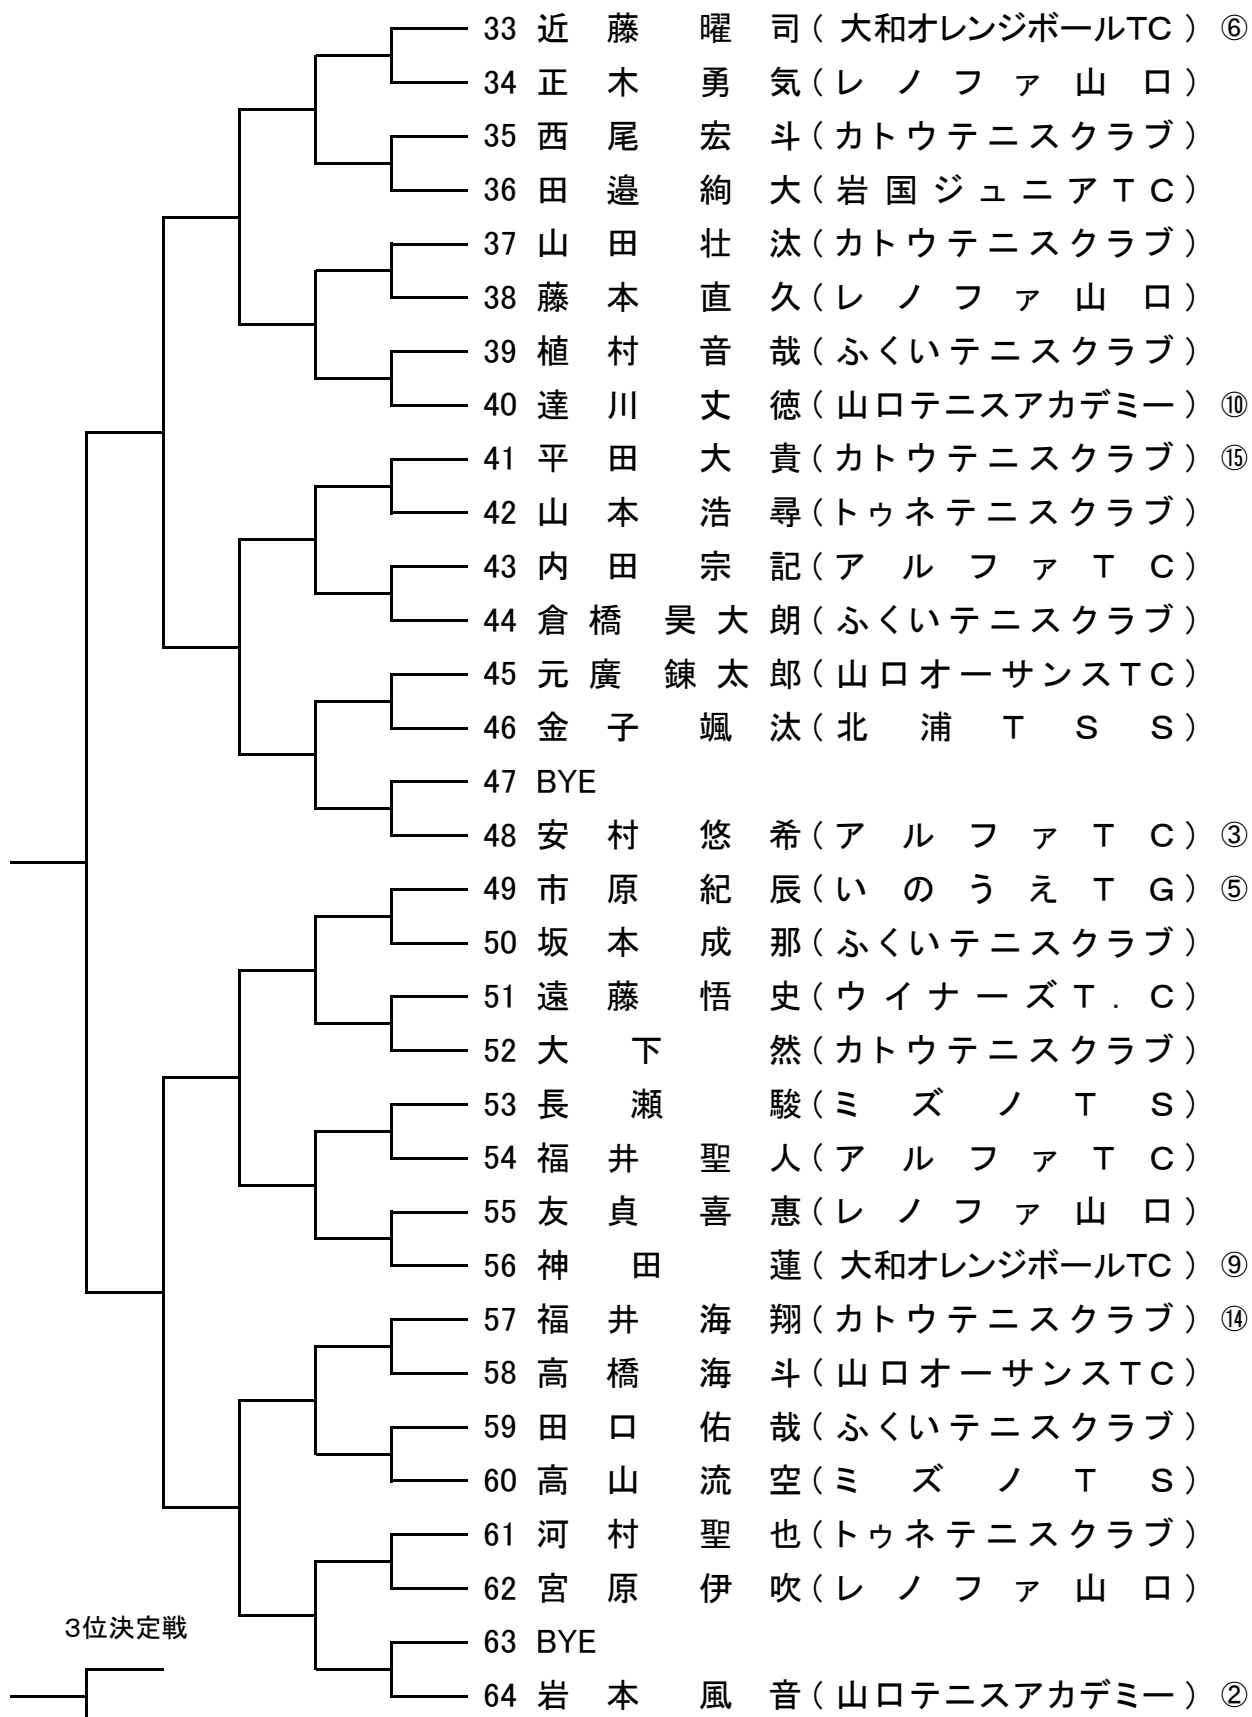 33 近藤 曜司(大和オレンジボールTC) ⑥
34 正木 勇気(レノファ山口)
35 西尾 宏斗(カトウテニスクラブ)
36 田邉 絢大(岩国ジュニアTC)
37 山田 壮汰(カトウテニスクラブ)
38 藤本 直久(レノファ山口)
39 植村 音哉(ふくいテニスクラブ)
40 達川 丈徳(山口テニスアカデミー) ⑩
41 平田 大貴(カトウテニスクラブ) ⑮
42 山本 浩尋(トゥネテニスクラブ)
43 内田 宗記(アルファTC)
44 倉橋 昊大朗(ふくいテニスクラブ)
45 元廣 錬太郎(山口オーサンスTC)
46 金子 颯汰(北浦TSS)
47 BYE
48 安村 悠希(アルファTC) ③
49 市原 紀辰(いのうえTG) ⑤
50 坂本 成那(ふくいテニスクラブ)
51 遠藤 悟史(ウイナーズT.C)
52 大下 然(カトウテニスクラブ)
53 長瀬 駿(ミズノTS)
54 福井 聖人(アルファTC)
55 友貞 喜惠(レノファ山口)
56 神田 蓮(大和オレンジボールTC) ⑨
57 福井 海翔(カトウテニスクラブ) ⑭
58 高橋 海斗(山口オーサンスTC)
59 田口 佑哉(ふくいテニスクラブ)
60 高山 流空(ミズノTS)
61 河村 聖也(トゥネテニスクラブ)
62 宮原 伊吹(レノファ山口)
3位決定戦
63 BYE
64 岩本 風音(山口テニスアカデミー) ②